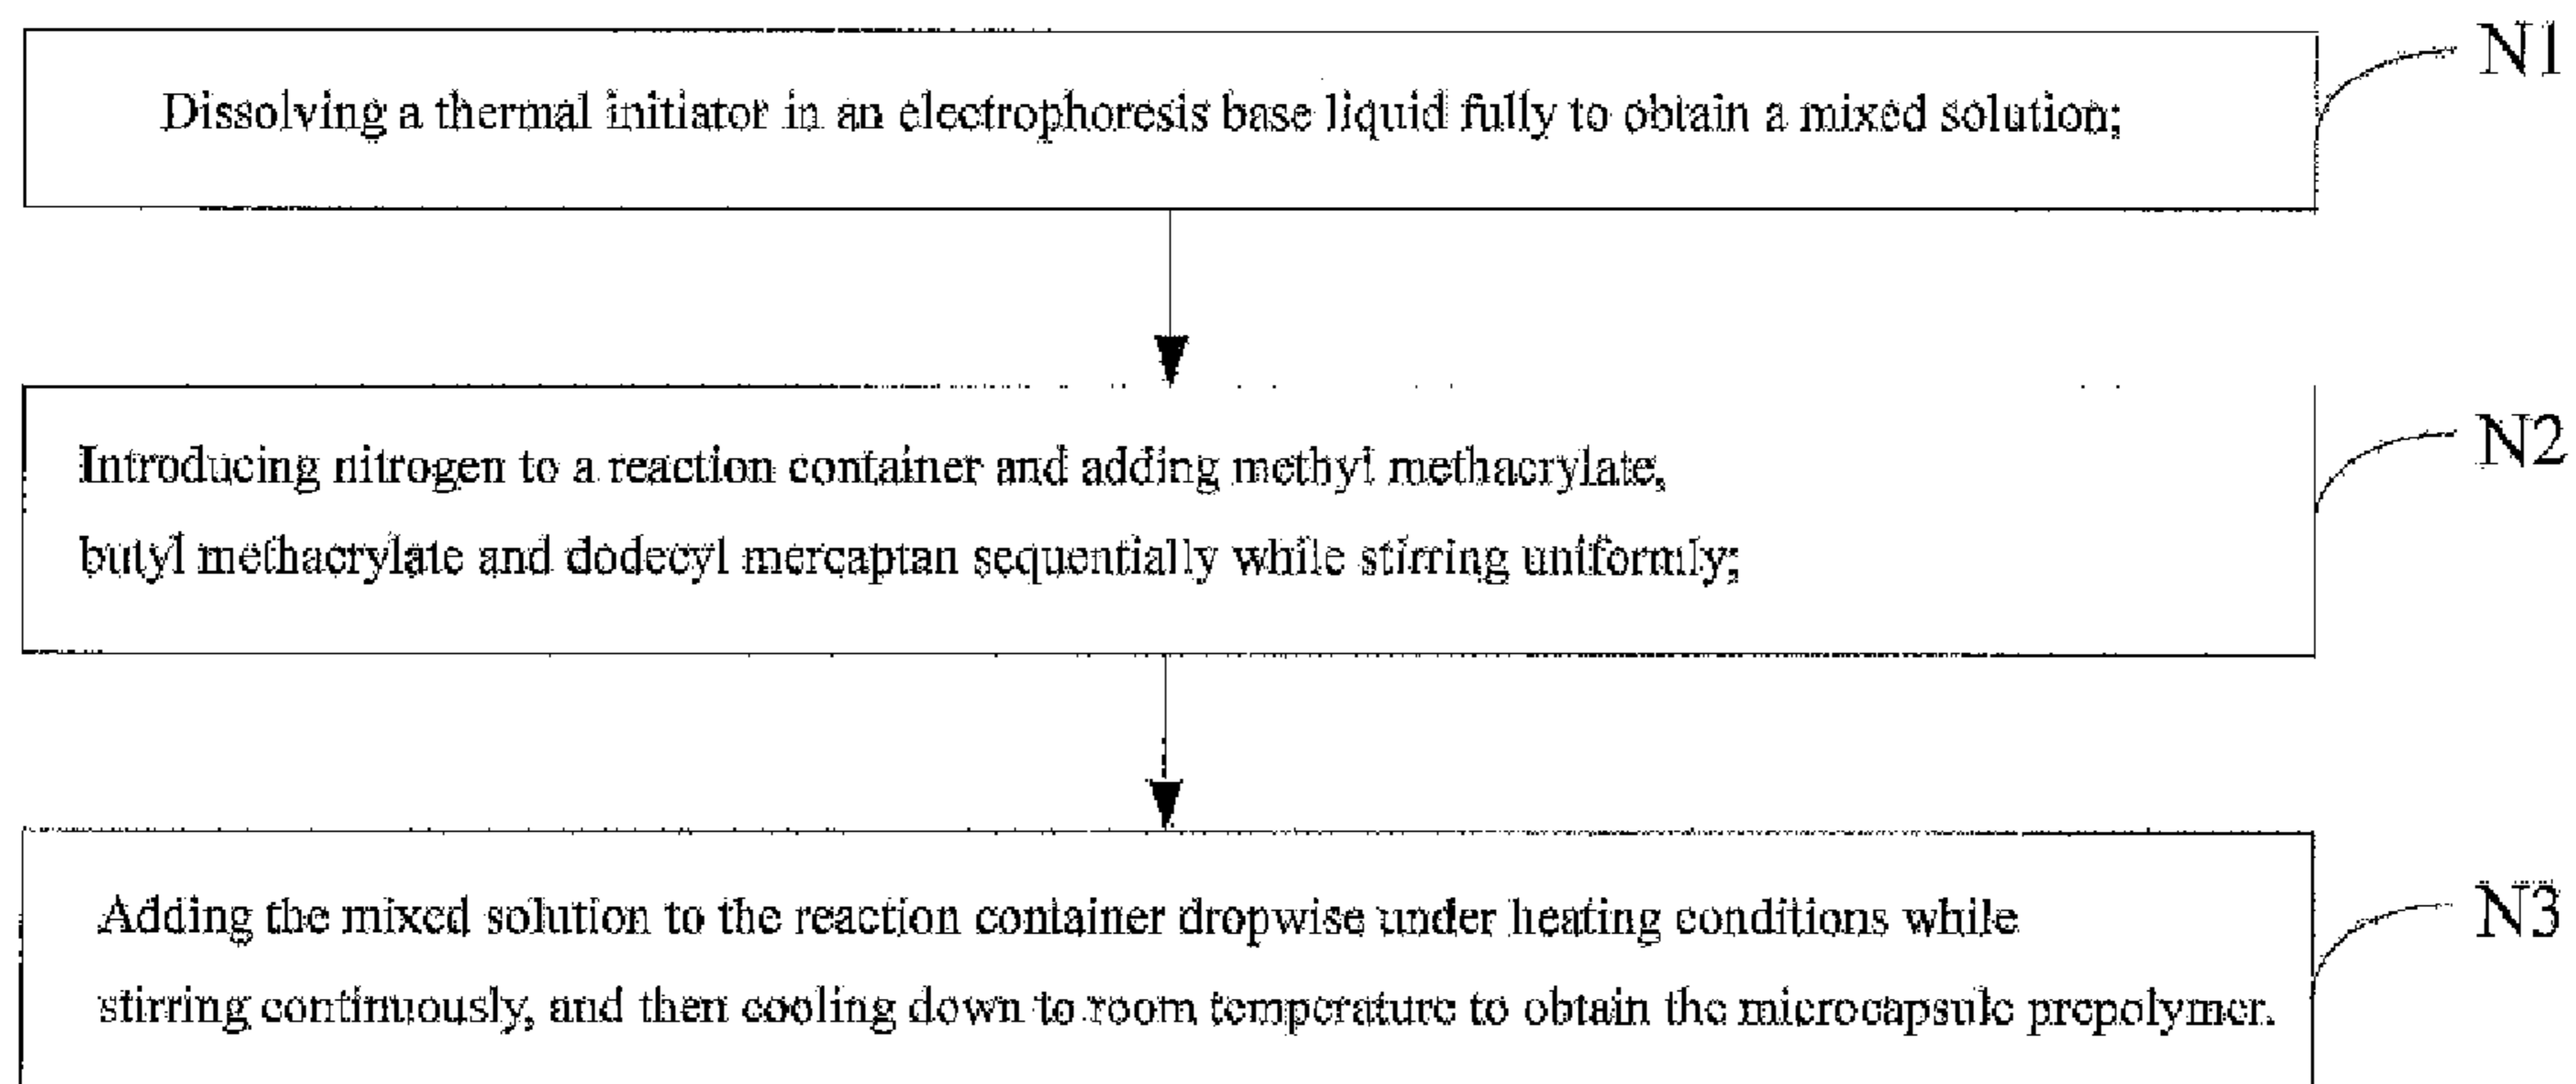 Dissolving a thermal initiator in an electrophoresis base liquid fully to obtain a mixed solution;
N1
Introducing nitrogen to a reaction container and adding methyl methacrylate,
butyl methacrylate and dodecyl mercaptan sequentially while stirring uniformly;
N2
Adding the mixed solution to the reaction container dropwise under heating conditions while
stirring continuously, and then cooling down to room temperature to obtain the microcapsule prepolymer.
N3